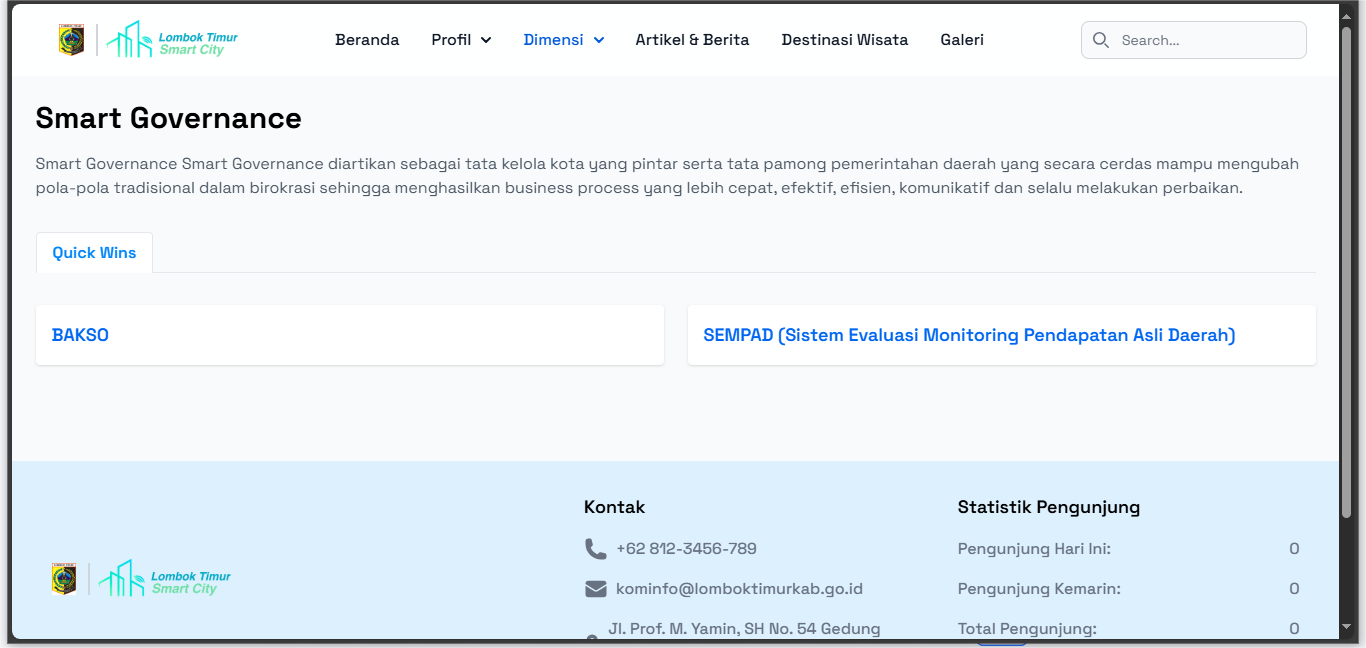 Lombok Timur
Smart City
Beranda
Profil
Dimensi
Artikel & Berita
Destinasi Wisata
Galeri
Search...
Smart Governance
Smart Governance Smart Governance diartikan sebagai tata kelola kota yang pintar serta tata pamong pemerintahan daerah yang secara cerdas mampu mengubah
pola-pola tradisional dalam birokrasi sehingga menghasilkan business process yang lebih cepat, efektif, efisien, komunikatif dan selalu melakukan perbaikan.
Quick Wins
BAKSO
SEMPAD (Sistem Evaluasi Monitoring Pendapatan Asli Daerah)
Lombok Timur
Smart City
Kontak
+62 812-3456-789
kominfo@lomboktimurkab.go.id
Jl. Prof. M. Yamin, SH No. 54 Gedung
Statistik Pengunjung
Pengunjung Hari Ini: 0
Pengunjung Kemarin: 0
Total Pengunjung: 0